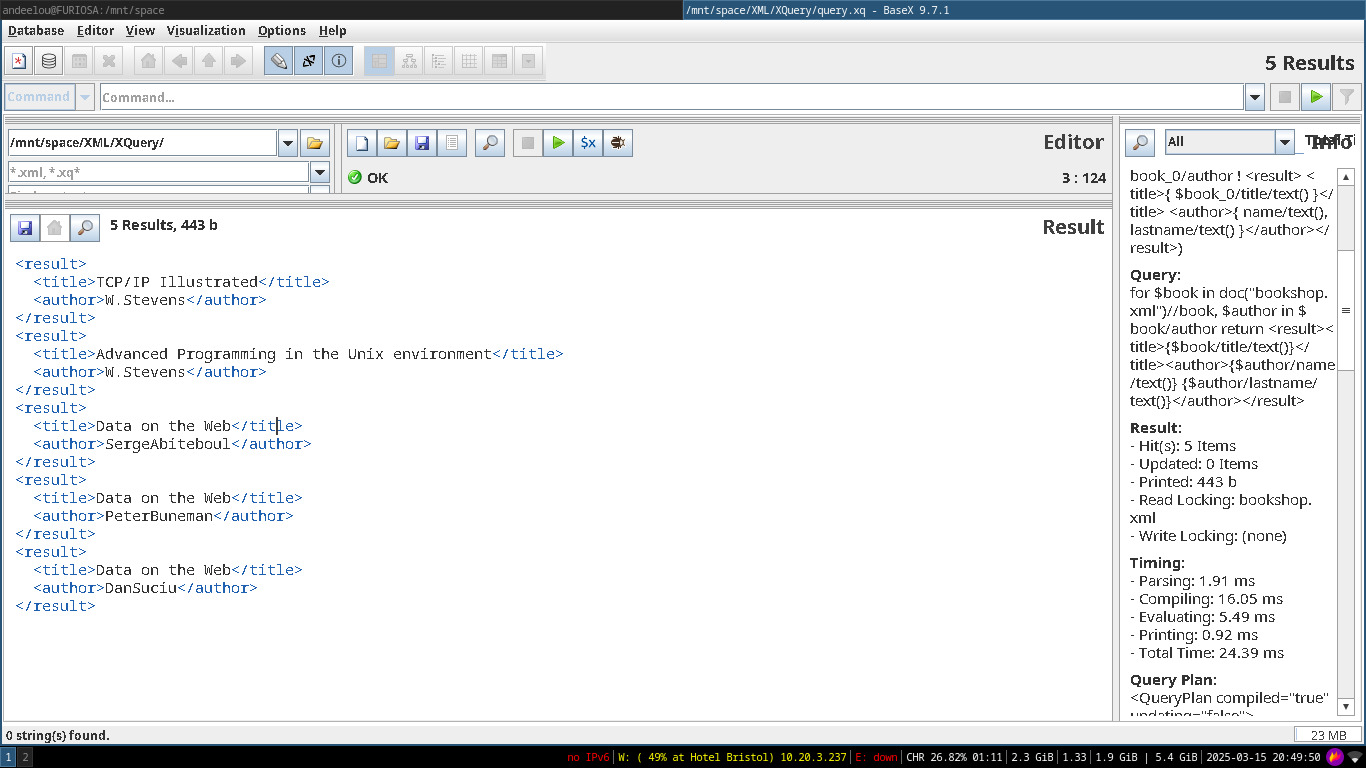 andeelou@FURIOSA:/mnt/space
/mnt/space/XML/XQuery/query.xq - BaseX 9.7.1
Database Editor View Visualization Options Help
5 Results
Command Command...
/mnt/space/XML/XQuery/
*.xml, *.xq*
$x
Editor
OK
3 : 124
5 Results, 443 b
Result
<result>
<title>TCP/IP Illustrated</title>
<author>W.Stevens</author>
</result>
<result>
<title>Advanced Programming in the Unix environment</title>
<author>W.Stevens</author>
</result>
<result>
<title>Data on the Web</title>
<author>SergeAbiteboul</author>
</result>
<result>
<title>Data on the Web</title>
<author>PeterBuneman</author>
</result>
<result>
<title>Data on the Web</title>
<author>DanSuciu</author>
</result>
All
Info
book_0/author ! <result> <
title>{ $book_0/title/text() }</
title> <author>{ name/text(),
lastname/text() }</author></
result>)
Query:
for $book in doc("bookshop.
xml")//book, $author in $
book/author return <result><
title>{$book/title/text()}</
title><author>{$author/name
/text()} {$author/lastname/
text()}</author></result>
Result:
- Hit(s): 5 Items
- Updated: 0 Items
- Printed: 443 b
- Read Locking: bookshop.
xml
- Write Locking: (none)
Timing:
- Parsing: 1.91 ms
- Compiling: 16.05 ms
- Evaluating: 5.49 ms
- Printing: 0.92 ms
- Total Time: 24.39 ms
Query Plan:
<QueryPlan compiled="true"
updating="false">
0 string(s) found.
23 MB
1 2
no IPv6 | W: ( 49% at Hotel Bristol) 10.20.3.237 | E: down | CHR 26.82% 01:11 | 2.3 GiB | 1.33 | 1.9 GiB | 5.4 GiB | 2025-03-15 20:49:50